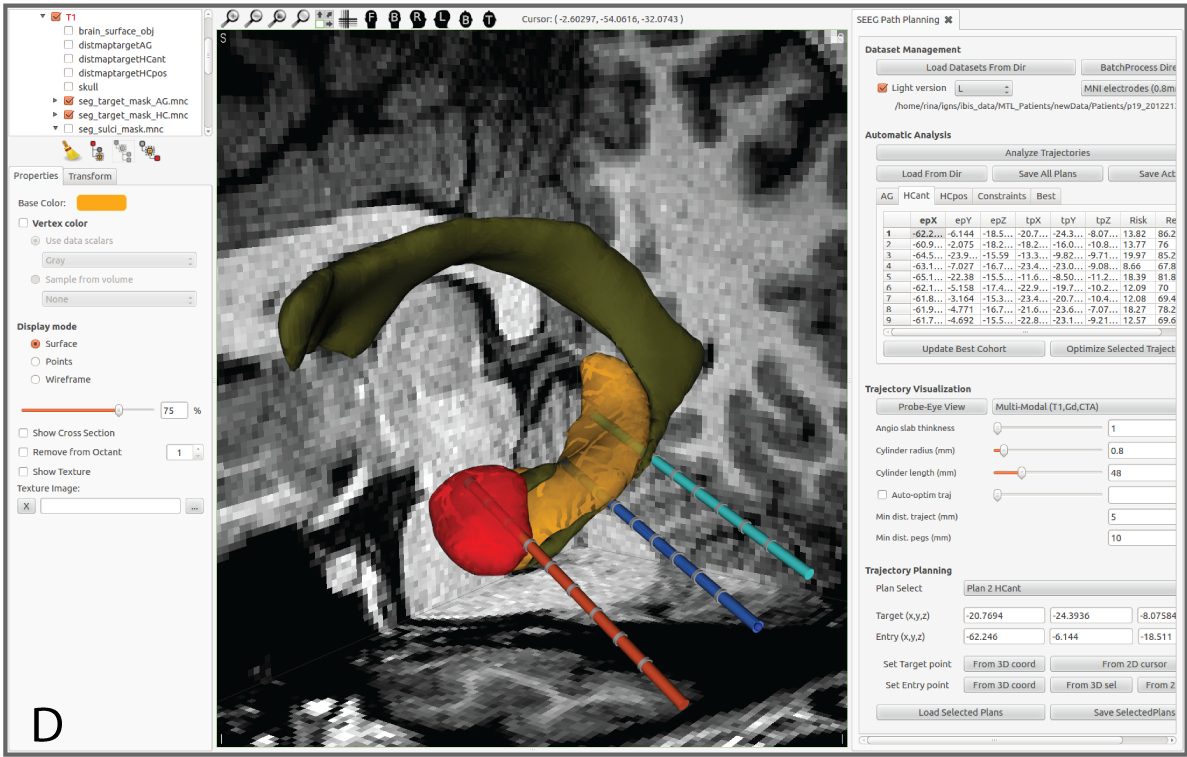 T1
brain_surface_obj
distmaptargetAG
distmaptargetHCant
distmaptargetHCpos
skull
seg_target_mask_AG.mnc
seg_target_mask_HC.mnc
seg_sulci_mask.mnc
Properties Transform
Base Color:
Vertex color
Use data scalars
Gray
Sample from volume
None
Display mode
Surface
Points
Wireframe
75 %
Show Cross Section
Remove from Octant 1
Show Texture
Texture Image:
X ...
D
F B R L B T Cursor: ( -2.60297, -54.0616, -32.0743 )
S
SEEG Path Planning
Dataset Management
Load Datasets From Dir BatchProcess Dire
Light version L MNI electrodes (0.8m
/home/rina/igns/ibis_data/MTL_Patients/newData/Patients/p19_201221
Automatic Analysis
Analyze Trajectories
Load From Dir Save All Plans Save Act
AG HCant HCpos Constraints Best
epX epY epZ tpX tpY tpZ Risk Re
1 -62.2... -6.144 -18.5... -20.7... -24.3... -8.07... 13.82 86.2
2 -60.9... -2.075 -18.2... -18.2... -16.0... -10.8... 13.77 76
3 -64.5... -23.9... -15.59 -13.3... -9.82... -9.71... 19.97 85.2
4 -63.1... -7.027 -16.7... -23.4... -23.0... -9.08... 8.66 67.8
5 -65.1... -22.38 -15.5... -11.6... -8.50... -11.2... 18.39 81.8
6 -62.1... -5.158 -17.4... -22.9... -19.7... -10.2... 12.09 70
7 -61.8... -3.164 -15.3... -23.4... -20.7... -10.4... 12.08 69.4
8 -61.9... -4.771 -16.7... -21.6... -23.6... -7.07... 18.27 78.2
9 -61.7... -4.692 -15.5... -22.8... -23.1... -9.21... 12.57 69.6
Update Best Cohort Optimize Selected Traject
Trajectory Visualization
Probe-Eye View Multi-Modal (T1,Gd,CTA)
Angio slab thinkness 1
Cylinder radius (mm) 0.8
Cylinder length (mm) 48
Auto-optim traj
Min dist. traject (mm) 5
Min dist. pegs (mm) 10
Trajectory Planning
Plan Select Plan 2 HCant
Target (x,y,z) -20.7694 -24.3936 -8.07584
Entry (x,y,z) -62.246 -6.144 -18.511
Set Target point From 3D coord From 2D cursor
Set Entry point From 3D coord From 3D sel From 2
Load Selected Plans Save SelectedPlans